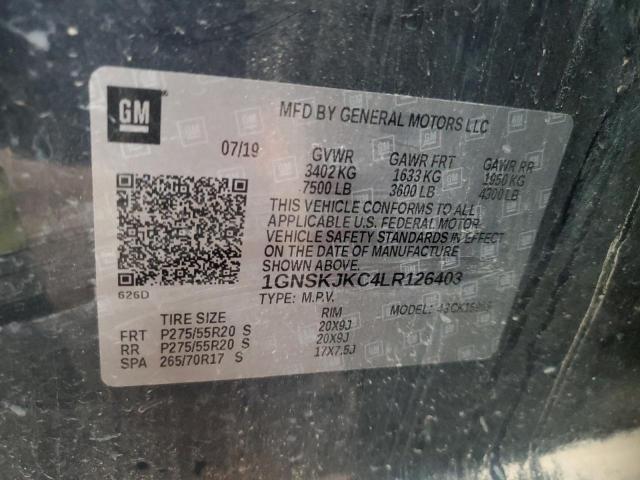 GM
MFD BY GENERAL MOTORS LLC
07/19 GVWR GAWR FRT GAWR RR
3402 KG 1633 KG 1950 KG
7500 LB 3600 LB 4300 LB
THIS VEHICLE CONFORMS TO ALL
APPLICABLE U.S. FEDERAL MOTOR
VEHICLE SAFETY STANDARDS IN EFFECT
ON THE DATE OF MANUFACTURE
1GNSKJKC4LR126403
626D TYPE: M.P.V. MODEL:
TIRE SIZE RIM
FRT P275/55R20 S 20X9J
RR P275/55R20 S 20X9J
SPA 265/70R17 S 17X7.5J